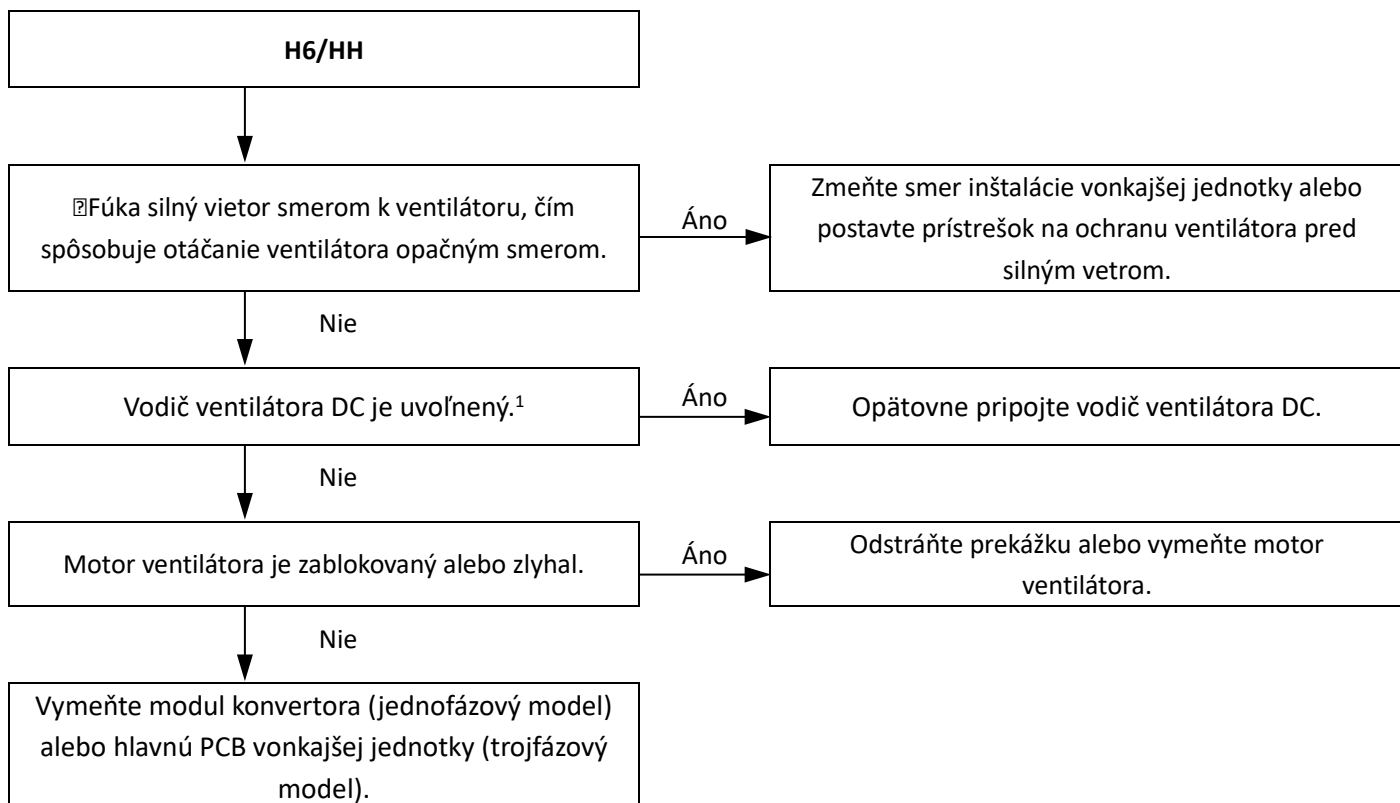 H6/HH
Fúka silný vietor smerom k ventilátoru, čím
spôsobuje otáčanie ventilátora opačným smerom.
Áno
Zmeňte smer inštalácie vonkajšej jednotky alebo
postavte prístrešok na ochranu ventilátora pred
silným vetrom.
Nie
Vodič ventilátora DC je uvoľnený.¹
Áno
Opätovne pripojte vodič ventilátora DC.
Nie
Motor ventilátora je zablokovaný alebo zlyhal.
Áno
Odstráňte prekážku alebo vymeňte motor
ventilátora.
Nie
Vymeňte modul konvertora (jednofázový model)
alebo hlavnú PCB vonkajšej jednotky (trojfázový
model).